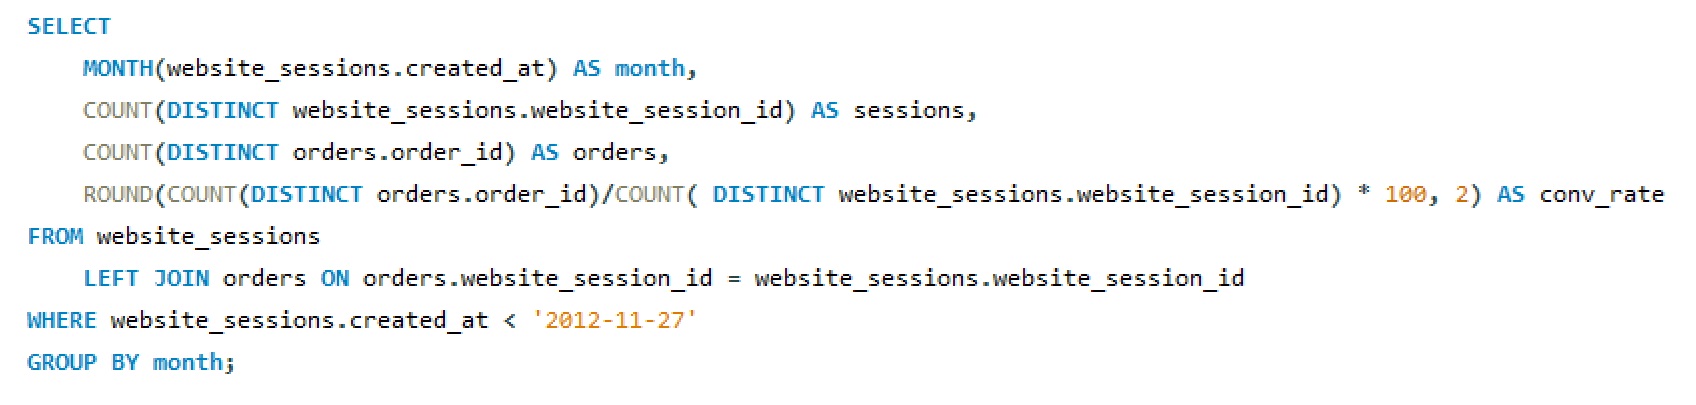 SELECT
MONTH(website_sessions.created_at) AS month,
COUNT(DISTINCT website_sessions.website_session_id) AS sessions,
COUNT(DISTINCT orders.order_id) AS orders,
ROUND(COUNT(DISTINCT orders.order_id)/COUNT( DISTINCT website_sessions.website_session_id) * 100, 2) AS conv_rate
FROM website_sessions
LEFT JOIN orders ON orders.website_session_id = website_sessions.website_session_id
WHERE website_sessions.created_at < '2012-11-27'
GROUP BY month;